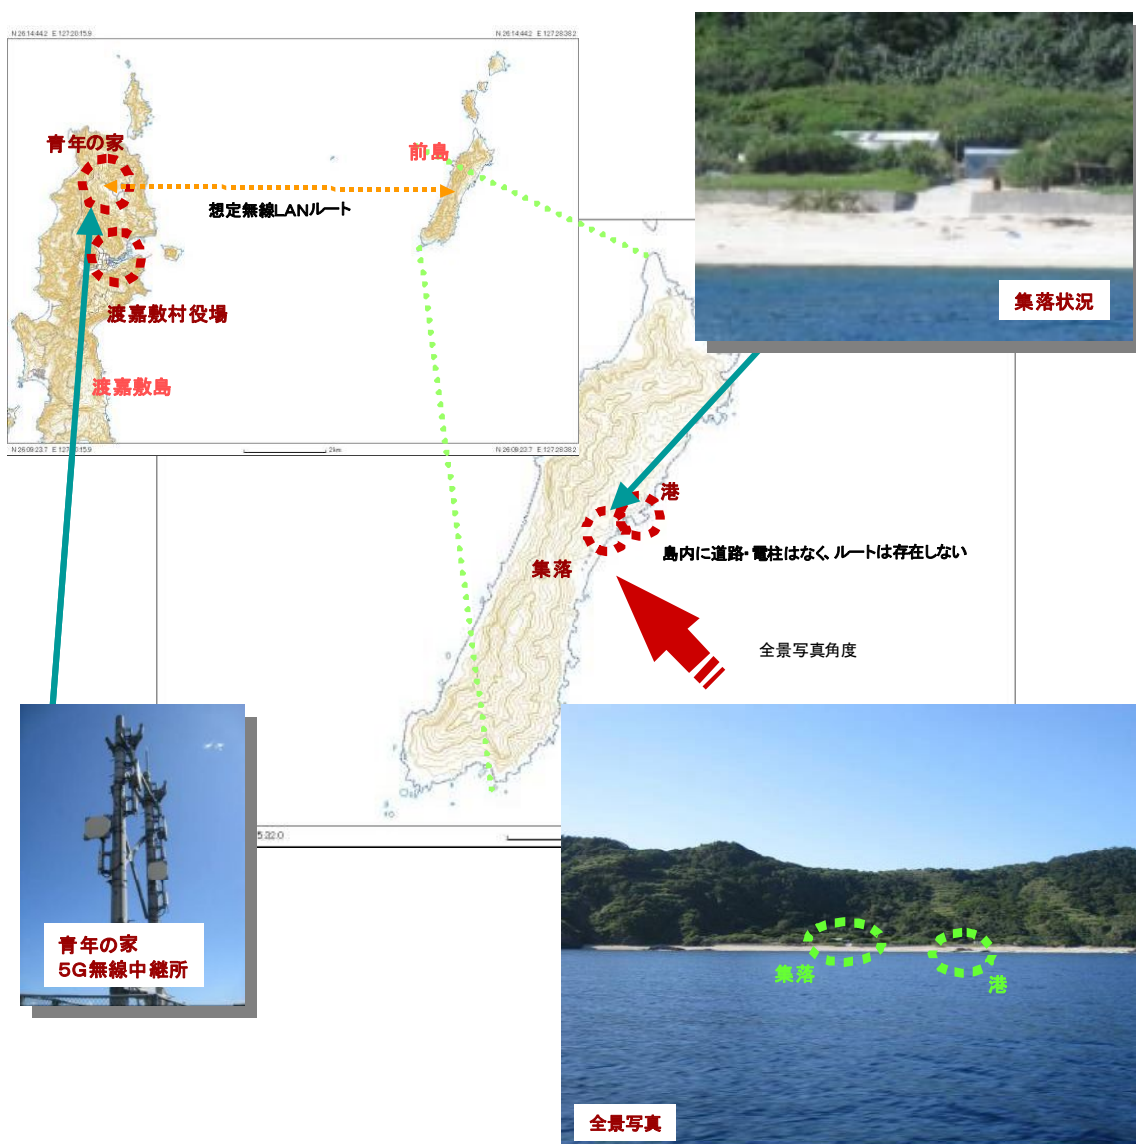 N 26:14:44.2 E 127:20:15.9
N 26:14:44.2 E 127:28:38.2
青年の家
前島
想定無線LANルート
渡嘉敷村役場
渡嘉敷島
N 26:09:23.7 E 127:20:15.9
2km
N 26:09:23.7 E 127:28:38.2
集落状況
港
集落
島内に道路・電柱はなく、ルートは存在しない
全景写真角度
5:32.0
青年の家
5G無線中継所
集落
港
全景写真